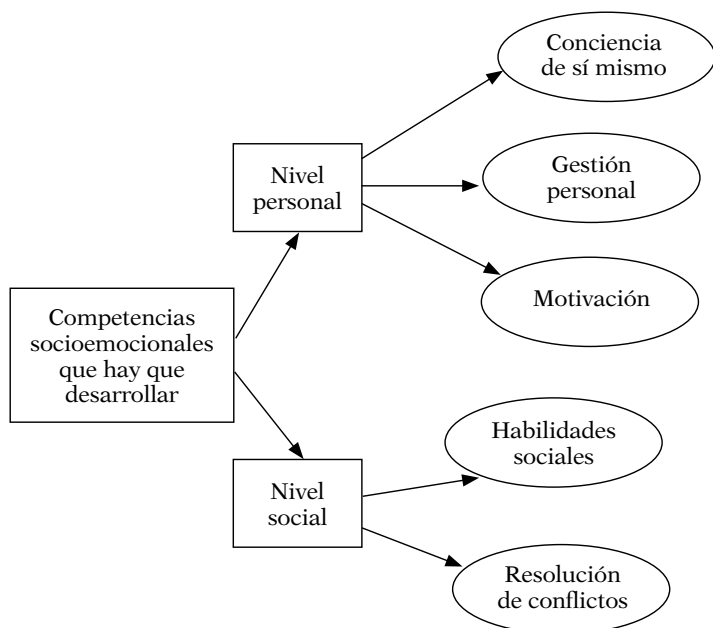 Competencias
socioemocionales
que hay que
desarrollar
Nivel
personal
Conciencia
de sí mismo
Gestión
personal
Motivación
Nivel
social
Habilidades
sociales
Resolución
de conflictos